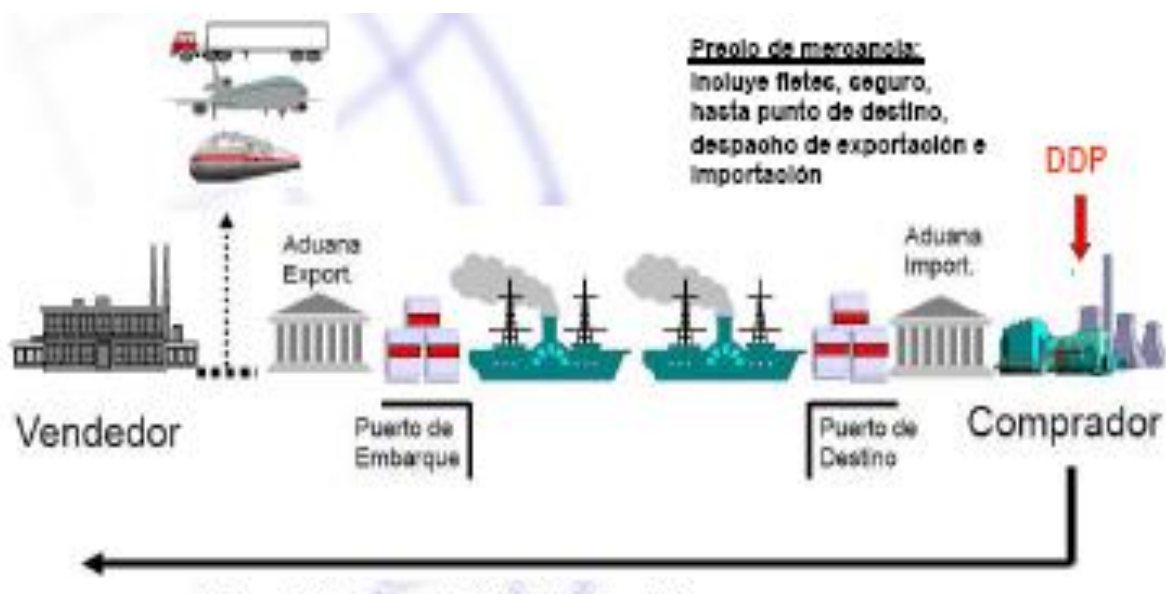 Precio de mercancia:
Incluye fletes, seguro,
hasta punto de destino,
despacho de exportación e
importación
DDP
Aduana
Export.
Aduana
Import.
Vendedor
Puerto de
Embarque
Puerto de
Destino
Comprador